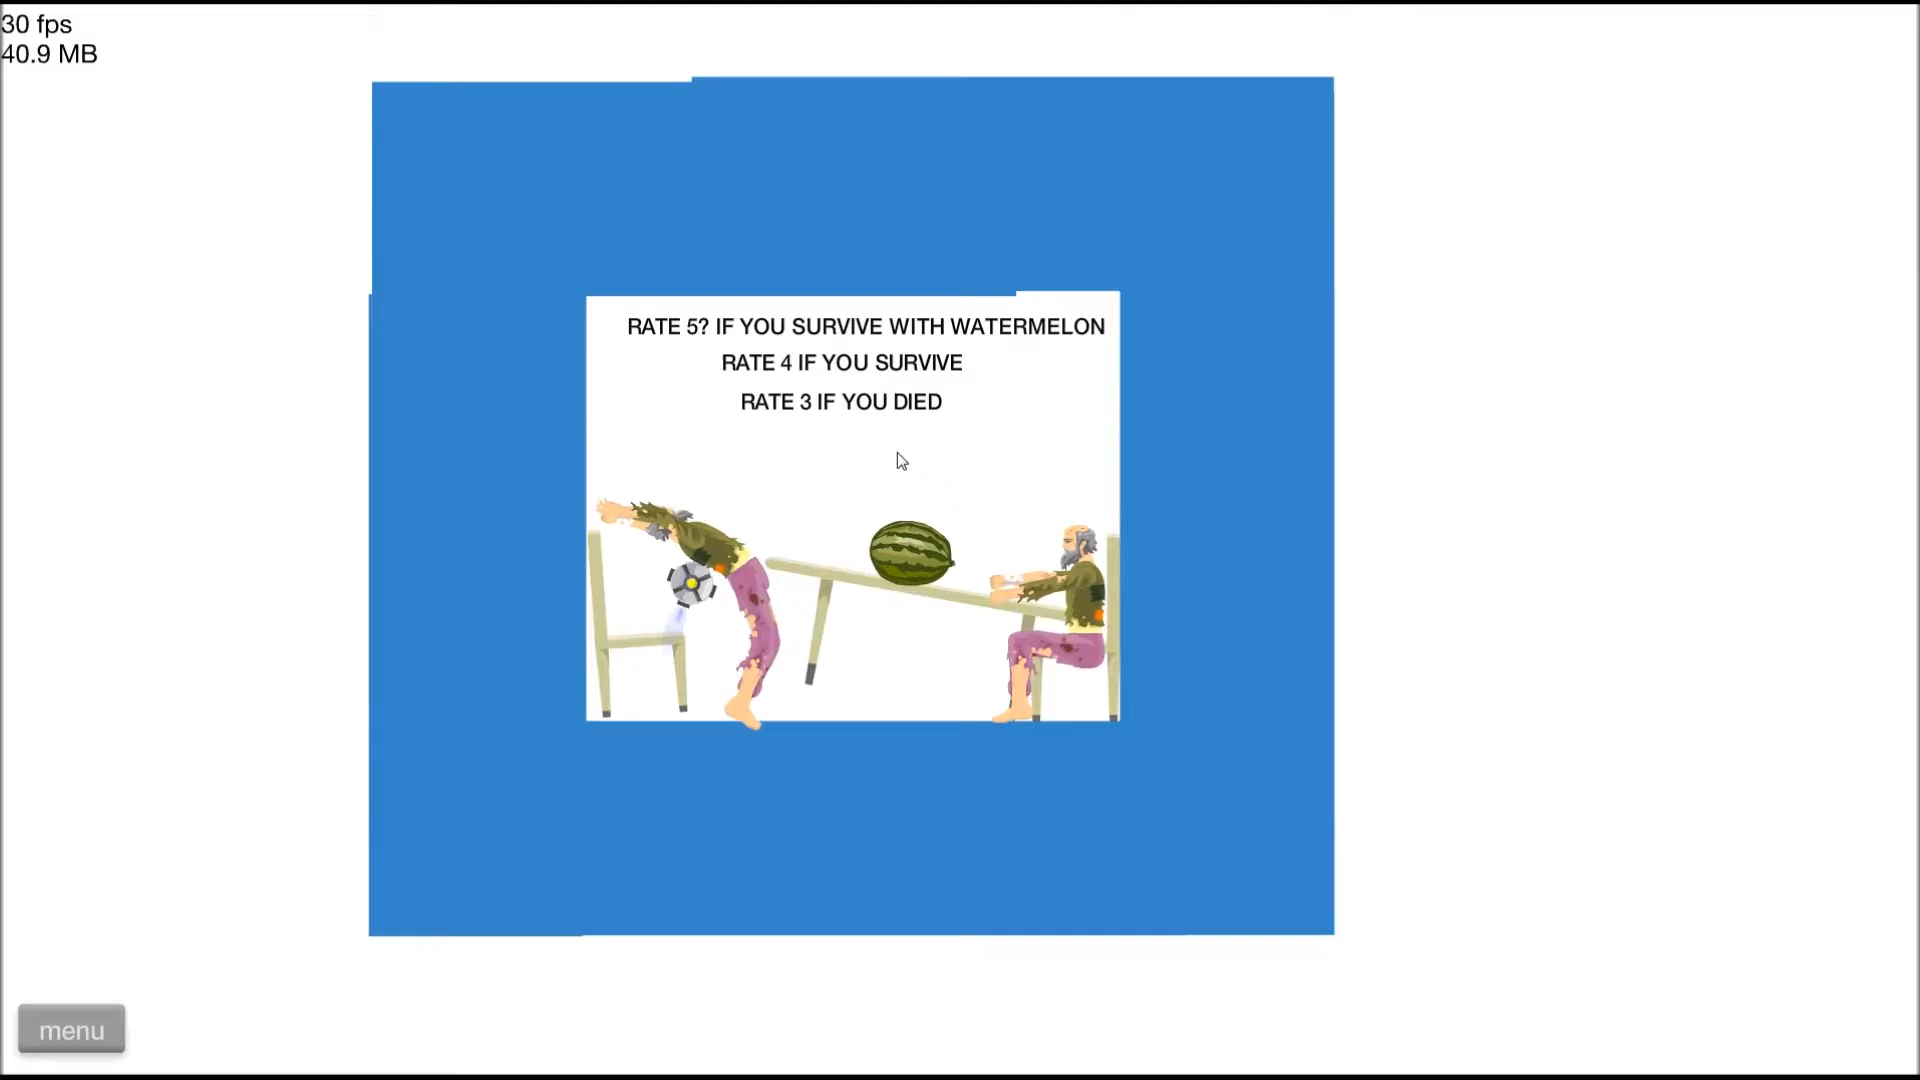 30 fps
40.9 MB
RATE 5? IF YOU SURVIVE WITH WATERMELON
RATE 4 IF YOU SURVIVE
RATE 3 IF YOU DIED
menu